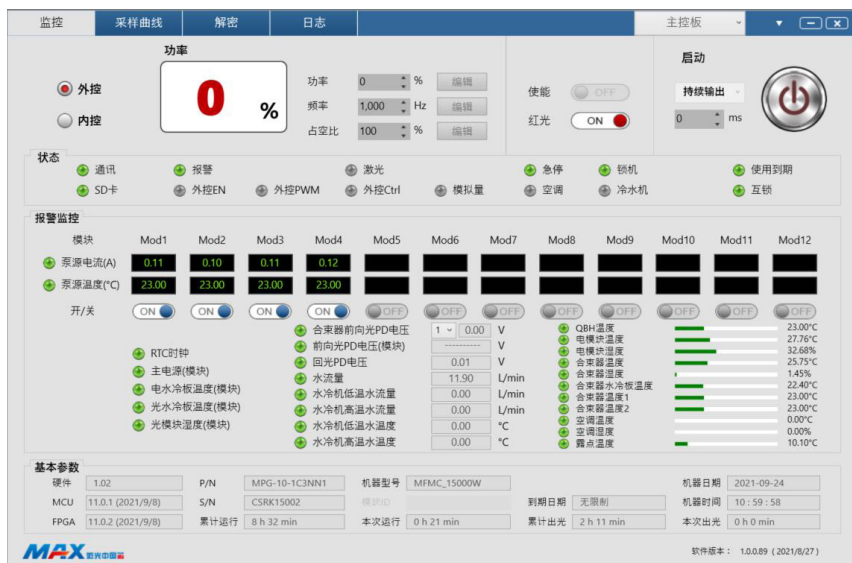 监控 采样曲线 解密 日志 主控板
功率
启动
外控
0 %
功率 0 % 编辑
持续输出
使能 OFF
频率 1,000 Hz 编辑
内控
红光 ON
0 ms
占空比 100 % 编辑
状态
通讯 报警 激光 急停 锁机 使用到期
SD卡 外控EN 外控PWM 外控Ctrl 模拟量 空调 冷水机 互锁
报警监控
模块 Mod1 Mod2 Mod3 Mod4 Mod5 Mod6 Mod7 Mod8 Mod9 Mod10 Mod11 Mod12
泵源电流(A) 0.11 0.10 0.11 0.12
泵源温度(°C) 23.00 23.00 23.00 23.00
开/关 ON ON ON ON OFF OFF OFF OFF OFF OFF OFF OFF
RTC时钟
主电源(模块)
电水冷板温度(模块)
光水冷板温度(模块)
光模块湿度(模块)
合束器前向光PD电压 1 0.00 V
前向光PD电压(模块) ---------- V
回光PD电压 0.01 V
水流量 11.90 L/min
水冷机低温水流量 0.00 L/min
水冷机高温水流量 0.00 L/min
水冷机低温水温度 0.00 °C
水冷机高温水温度 0.00 °C
QBH温度 23.00°C
电模块温度 27.76°C
电模块湿度 32.68%
合束器温度 25.75°C
合束器湿度 1.45%
合束器水冷板温度 22.40°C
合束器温度1 23.00°C
合束器温度2 23.00°C
空调温度 0.00°C
空调湿度 0.00%
露点温度 10.10°C
基本参数
硬件 1.02 P/N MPG-10-1C3NN1 机器型号 MFMC_15000W 机器日期 2021-09-24
MCU 11.0.1 (2021/9/8) S/N CSRK15002 模块ID 到期日期 无限制 机器时间 10 : 59 : 58
FPGA 11.0.2 (2021/9/8) 累计运行 8 h 32 min 本次运行 0 h 21 min 累计出光 2 h 11 min 本次出光 0 h 0 min
MAX 激光中国芯 软件版本： 1.0.0.89 ( 2021/8/27 )